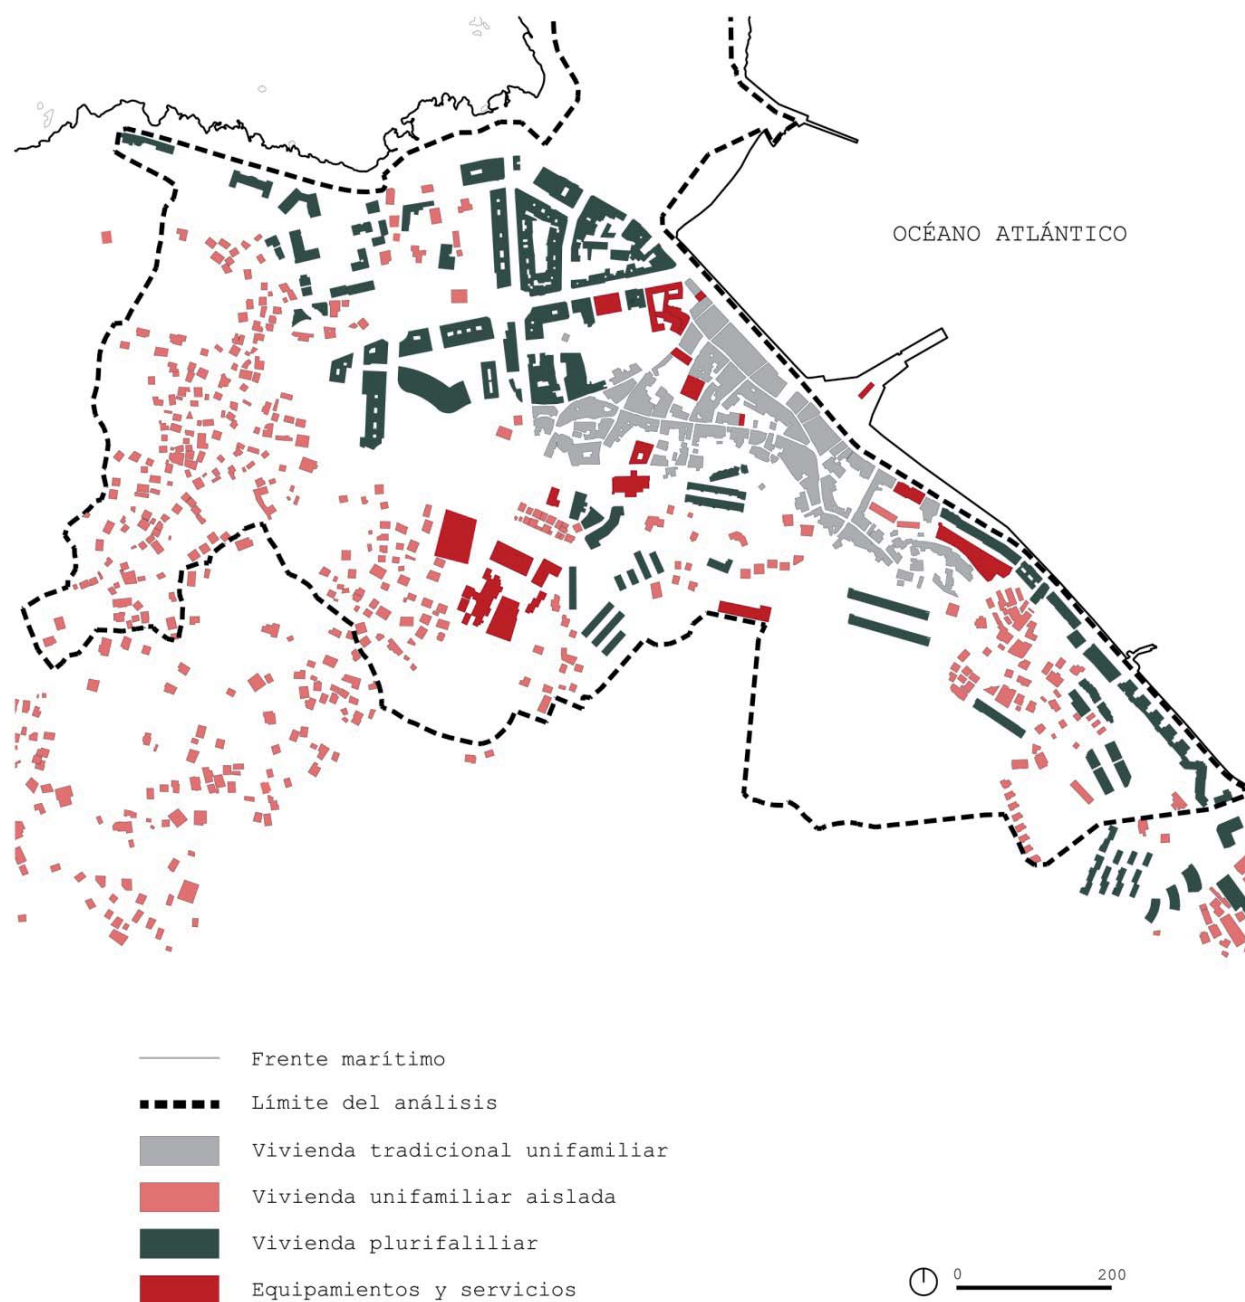 OCÉANO ATLÁNTICO
Frente marítimo
Límite del análisis
Vivienda tradicional unifamiliar
Vivienda unifamiliar aislada
Vivienda plurifaliliar
Equipamientos y servicios
0 200